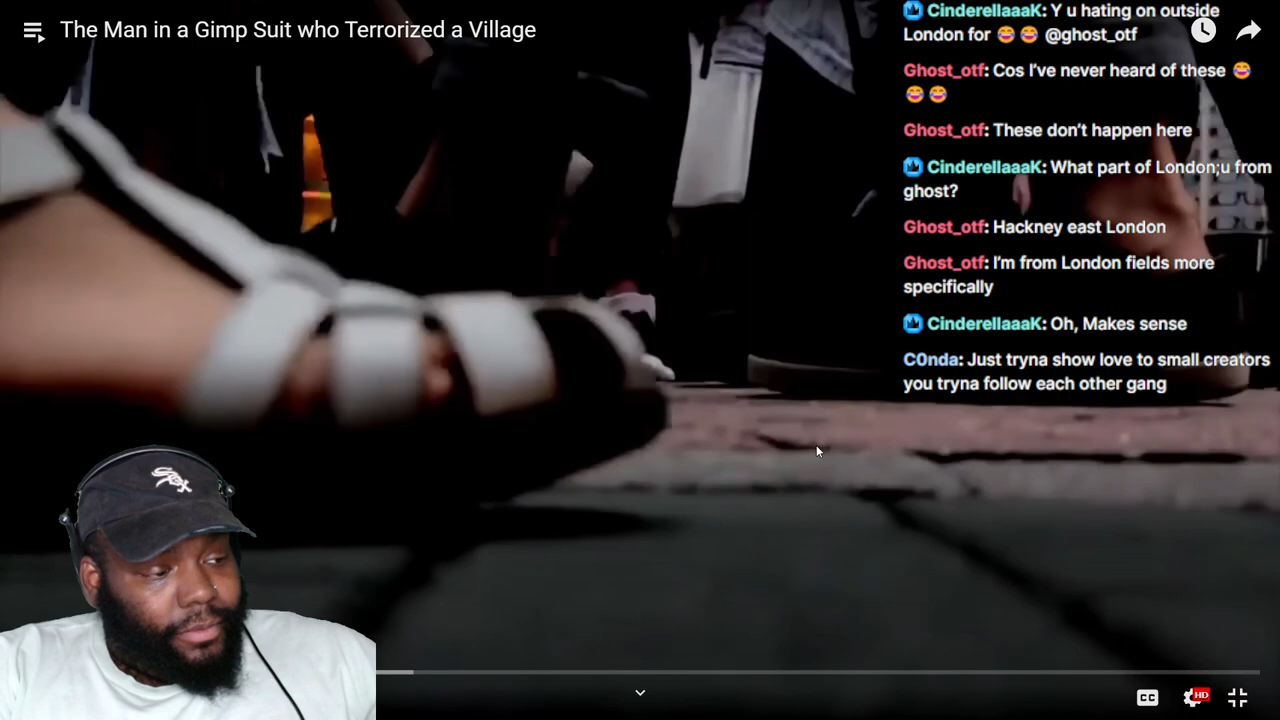 The Man in a Gimp Suit who Terrorized a Village
CinderellaaaK: Y u hating on outside
London for 😂 😂 @ghost_otf
Ghost_otf: Cos I've never heard of these 😂
😂 😂
Ghost_otf: These don't happen here
CinderellaaaK: What part of London;u from
ghost?
Ghost_otf: Hackney east London
Ghost_otf: I'm from London fields more
specifically
CinderellaaaK: Oh, Makes sense
C0nda: Just tryna show love to small creators
you tryna follow each other gang
Sox
CC
HD